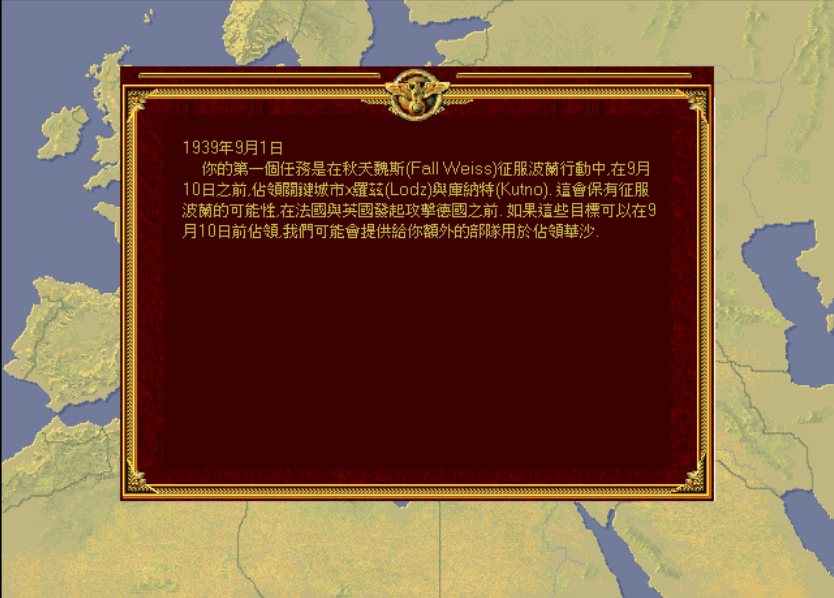 1939年9月1日
你的第一個任務是在秋天魏斯(Fall Weiss)征服波蘭行動中,在9月
10日之前,佔領關鍵城市x羅茲(Lodz)與庫納特(Kutno). 這會保有征服
波蘭的可能性,在法國與英國發起攻擊德國之前. 如果這些目標可以在9
月10日前佔領,我們可能會提供給你額外的部隊用於佔領華沙.